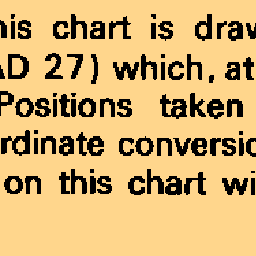 his chart is draw
AD 27) which, at
Positions taken
rdinate conversio
on this chart wi